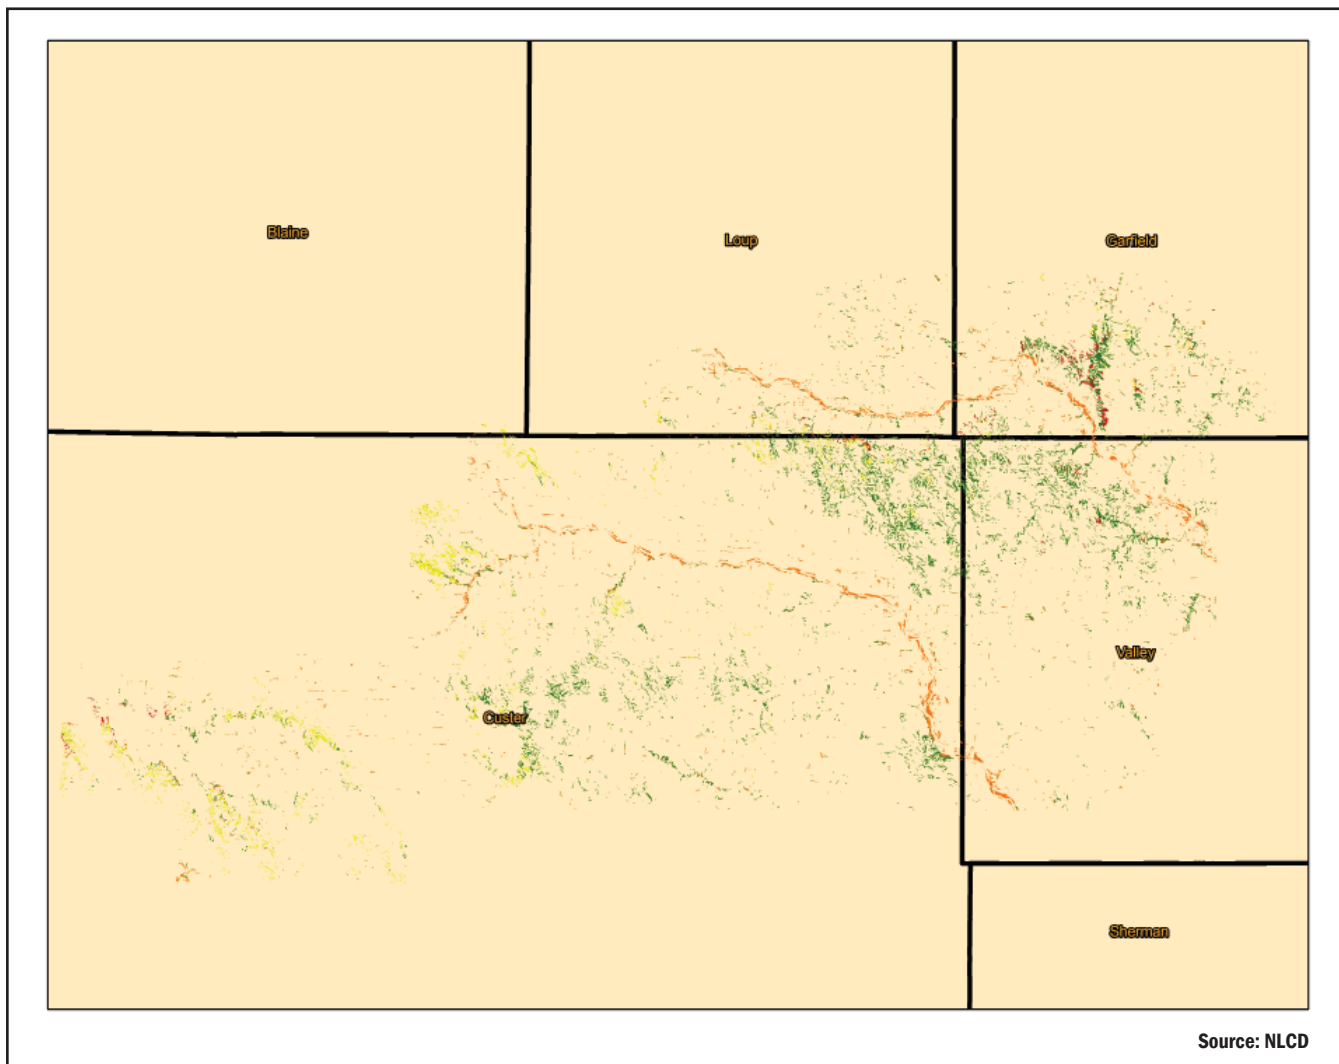 Blaine
Loup
Garfield
Valley
Custer
Sherman
Source: NLCD